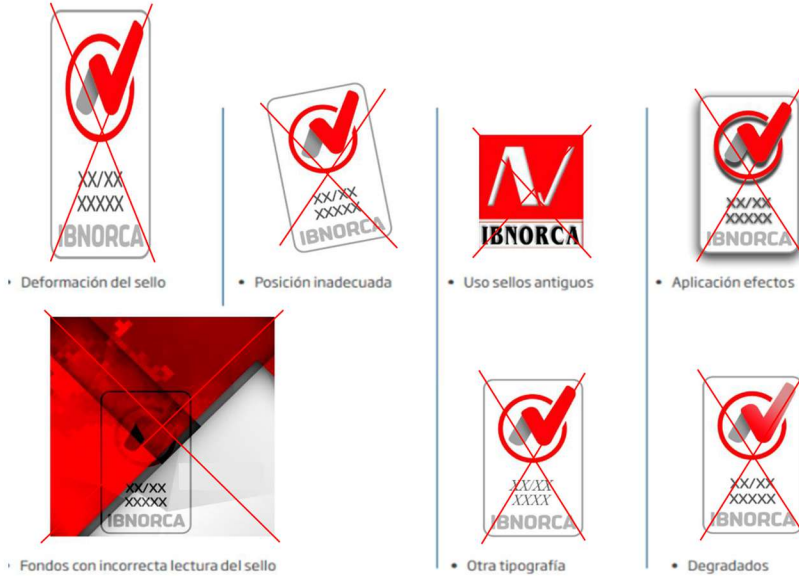 XX/XX
XXXXX
IBNORCA
• Deformación del sello
XX/XX
XXXXX
IBNORCA
• Posición inadecuada
IBNORCA
• Uso sellos antiguos
XX/XX
XXXXX
IBNORCA
• Aplicación efectos
XX/XX
XXXXX
IBNORCA
• Fondos con incorrecta lectura del sello
XX/XX
XXXX
IBNORCA
• Otra tipografía
XX/XX
XXXXX
IBNORCA
• Degradados